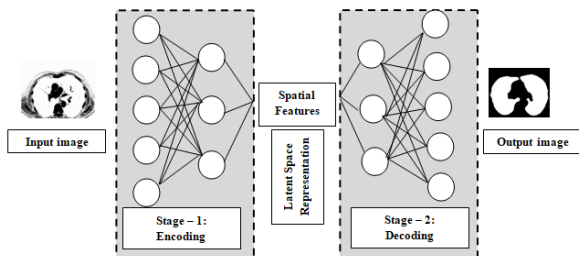 Input image
Stage – 1:
Encoding
Spatial
Features
Latent Space
Representation
Stage – 2:
Decoding
Output image